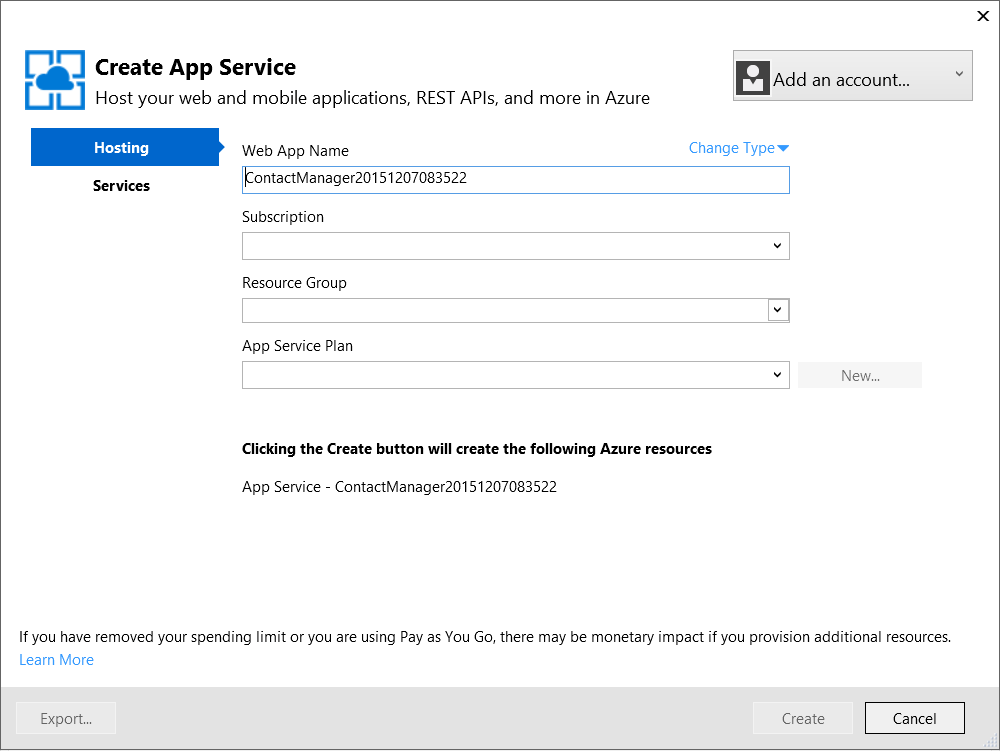 Create App Service
Host your web and mobile applications, REST APIs, and more in Azure
Add an account...
Hosting
Services
Web App Name
Change Type
ContactManager20151207083522
Subscription
Resource Group
App Service Plan
New...
Clicking the Create button will create the following Azure resources
App Service - ContactManager20151207083522
If you have removed your spending limit or you are using Pay as You Go, there may be monetary impact if you provision additional resources.
Learn More
Export...
Create
Cancel